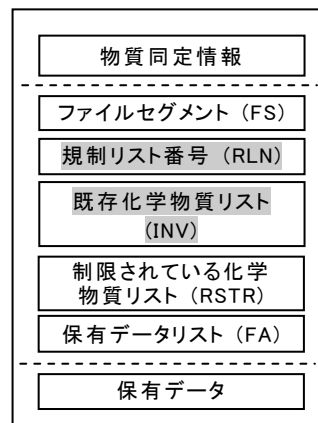 物質同定情報
ファイルセグメント (FS)
規制リスト番号 (RLN)
既存化学物質リスト
(INV)
制限されている化学
物質リスト (RSTR)
保有データリスト (FA)
保有データ